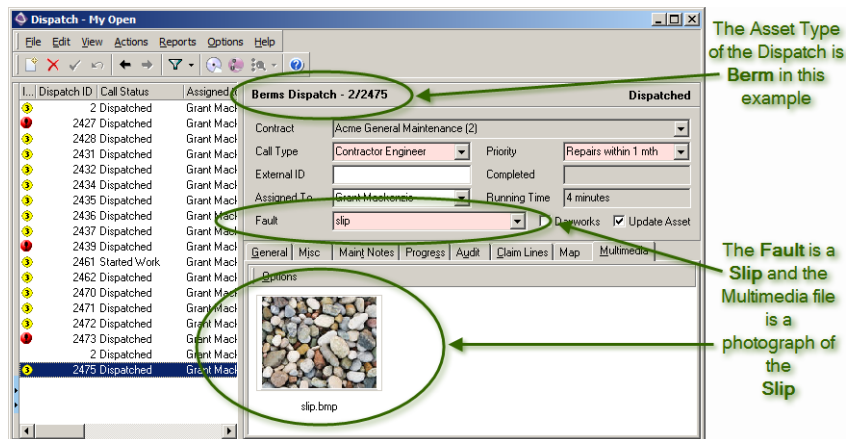 Dispatch - My Open
File Edit View Actions Reports Options Help
I... Dispatch ID Call Status Assigned
2 Dispatched Grant Mack
2427 Dispatched Grant Mack
2428 Dispatched Grant Mack
2431 Dispatched Grant Mack
2432 Dispatched Grant Mack
2434 Dispatched Grant Mack
2435 Dispatched Grant Mack
2436 Dispatched Grant Mack
2437 Dispatched Grant Mack
2439 Dispatched Grant Mack
2461 Started Work Grant Mack
2462 Dispatched Grant Mack
2470 Dispatched Grant Mack
2471 Dispatched Grant Mack
2472 Dispatched Grant Mack
2473 Dispatched Grant Mack
2 Dispatched Grant Mack
2475 Dispatched Grant Mack
Berms Dispatch - 2/2475 Dispatched
Contract Acme General Maintenance (2)
Call Type Contractor Engineer Priority Repairs within 1 mth
External ID Completed
Assigned To Grant Mackenzie Running Time 4 minutes
Fault slip Dayworks Update Asset
General Misc Maint Notes Progress Audit Claim Lines Map Multimedia
Options
slip.bmp
The Asset Type
of the Dispatch is
Berm in this
example
The Fault is a
Slip and the
Multimedia file
is a
photograph of
the
Slip